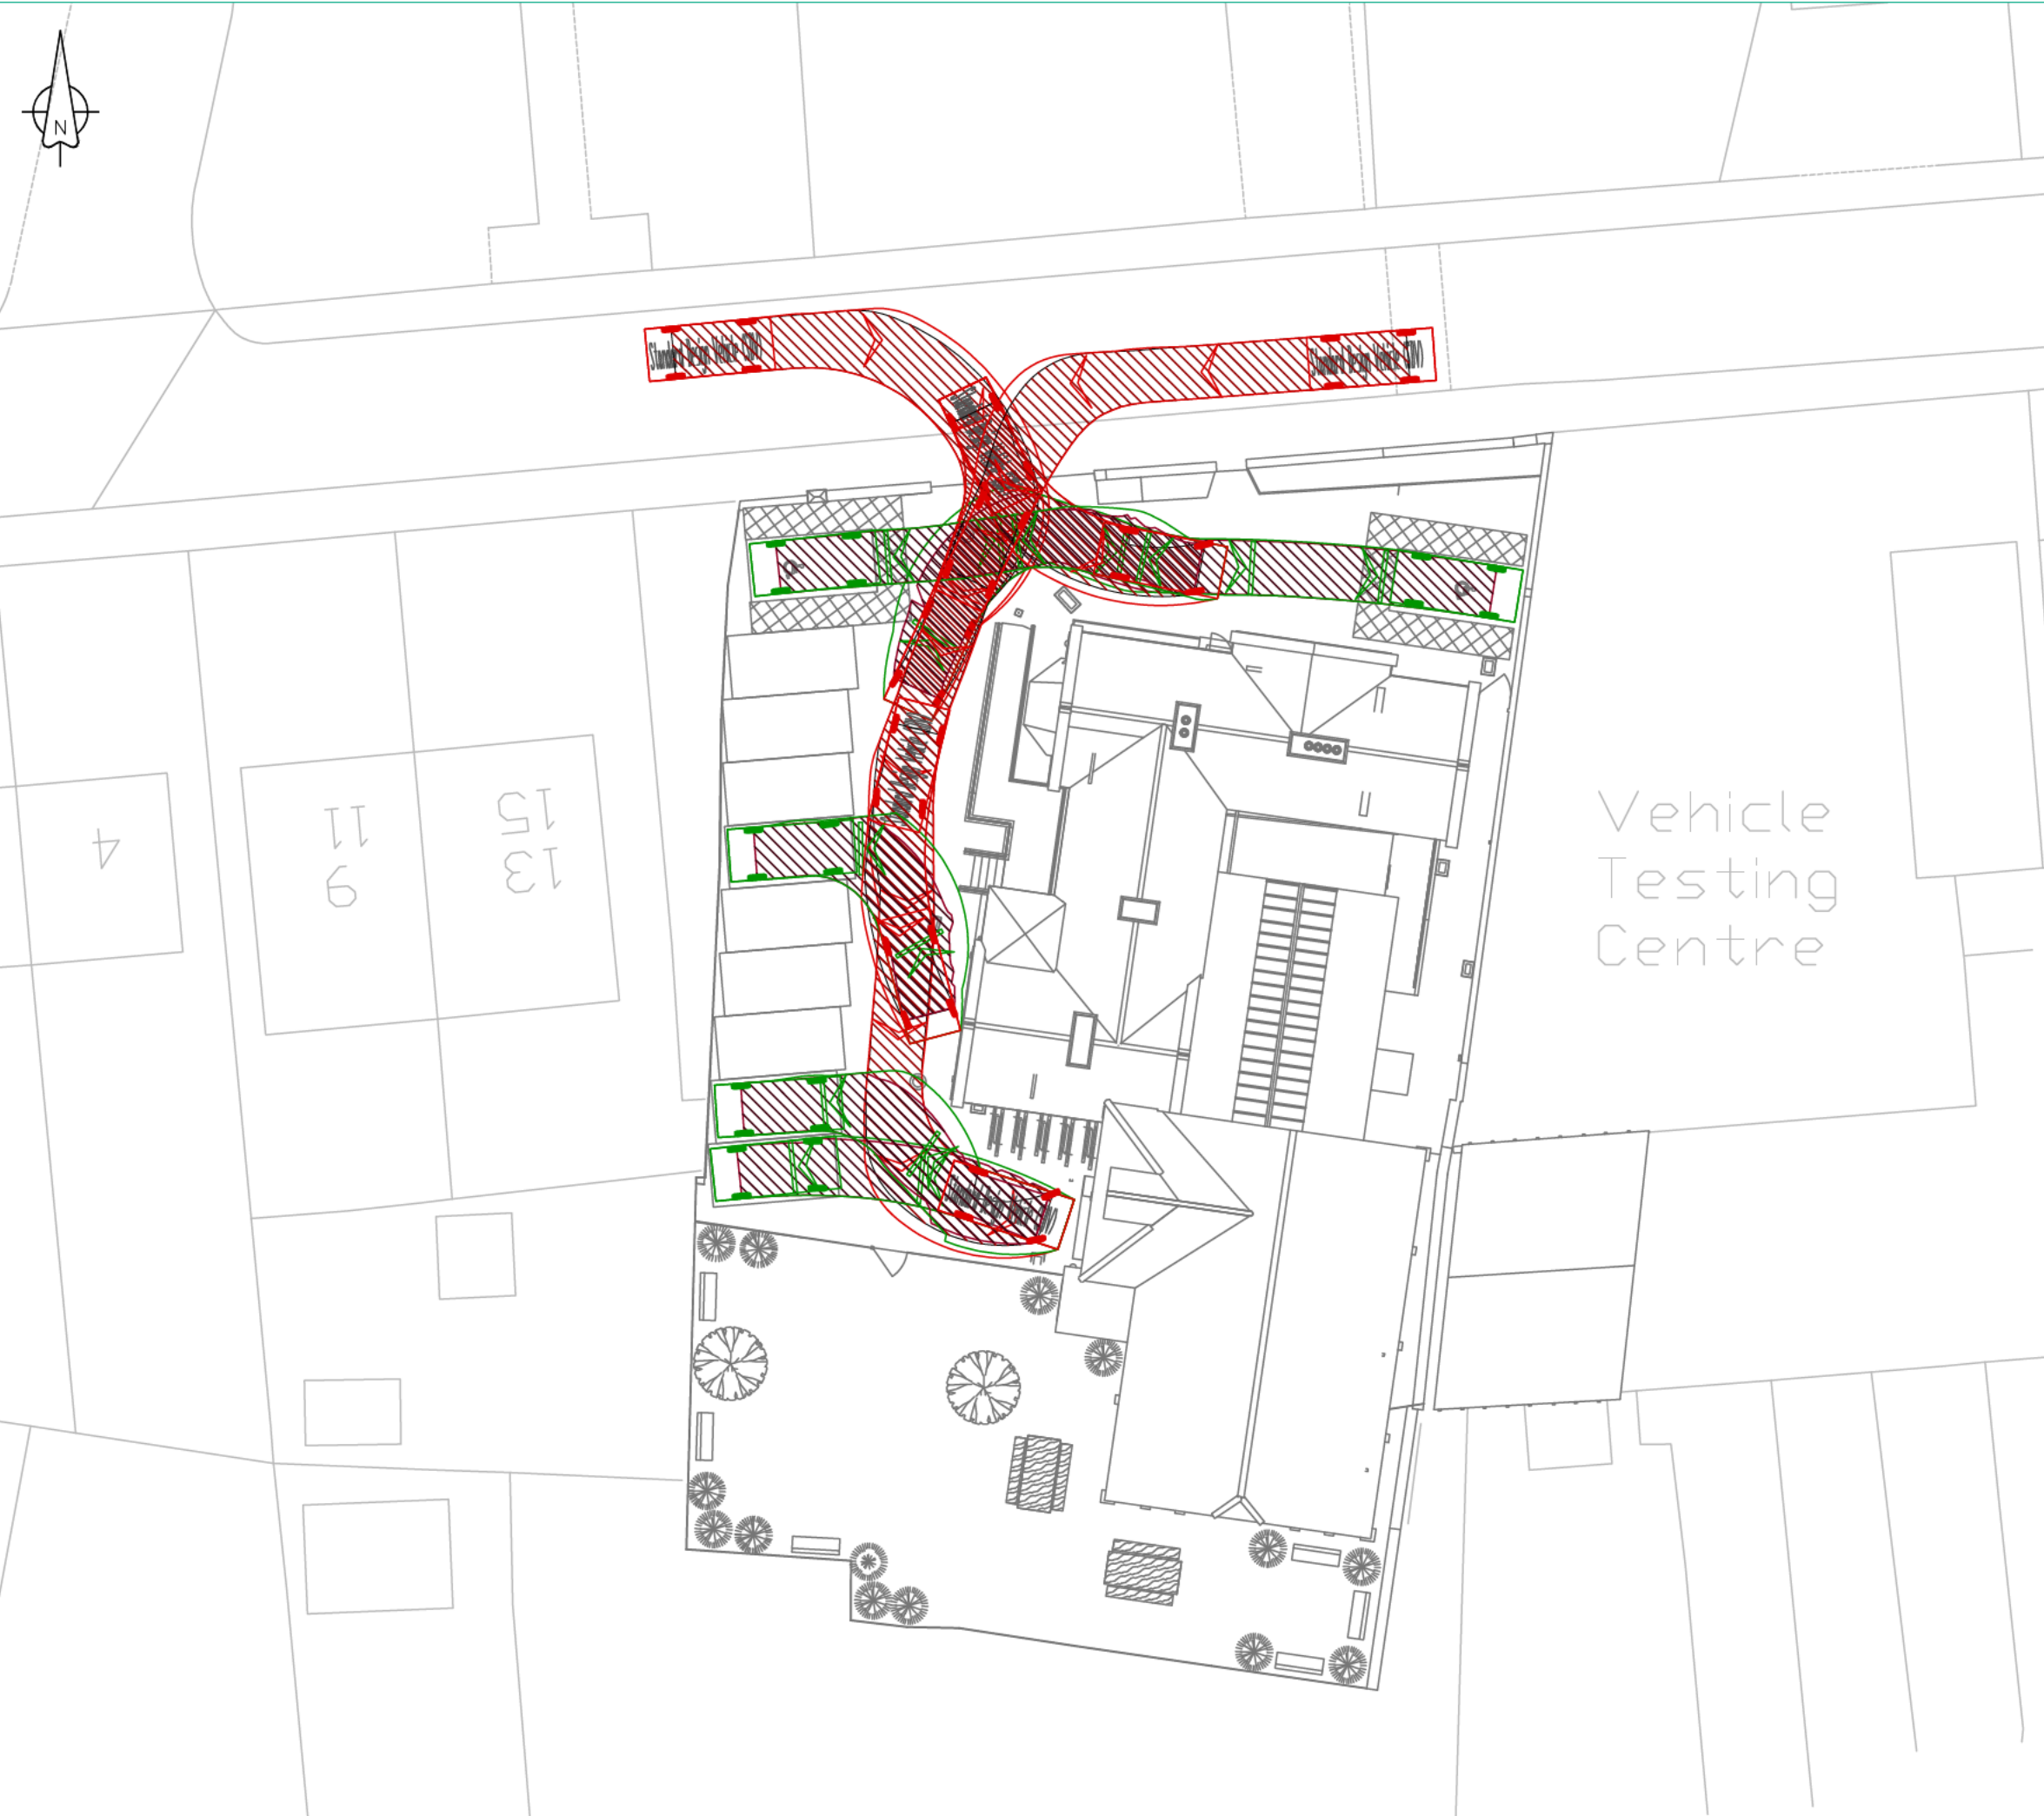 N
Standard Design Vehicle (SDV)
Standard Design Vehicle (SDV)
4
11
9
15
13
Vehicle
Testing
Centre